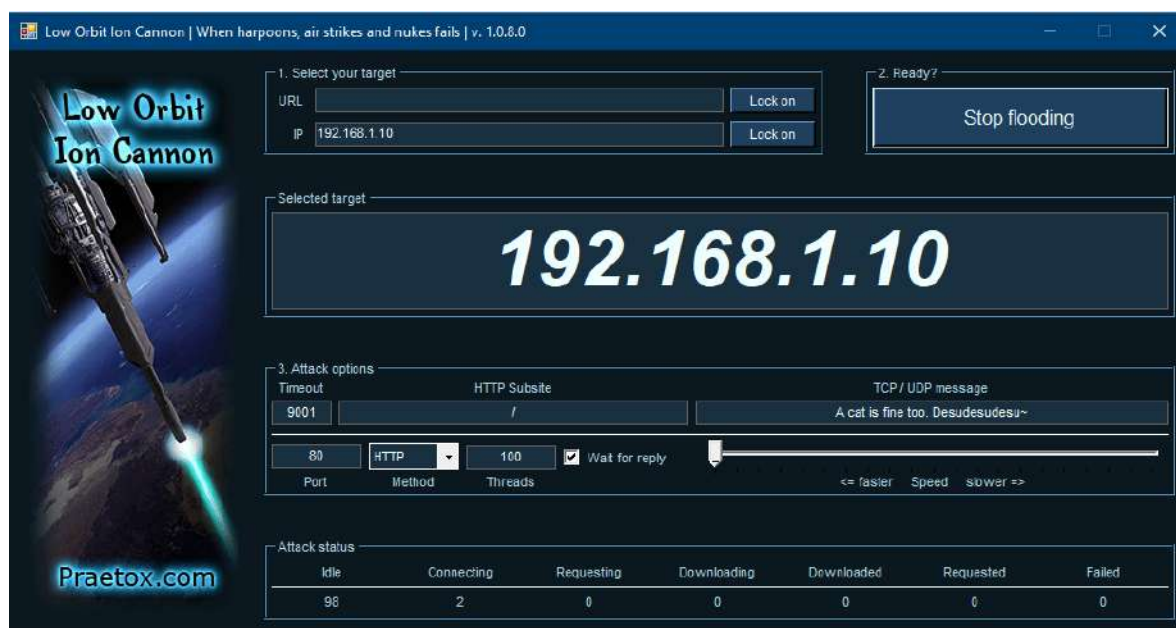 Low Orbit Ion Cannon | When harpoons, air strikes and nukes fails | v. 1.0.8.0
Low Orbit
Ion Cannon
1. Select your target
URL
Lock on
IP
192.168.1.10
Lock on
2. Ready?
Stop flooding
Selected target
192.168.1.10
3. Attack options
Timeout HTTP Subsite TCP / UDP message
9001 / A cat is fine too. Desudesudesu~
80 HTTP 100 Wait for reply
Port Method Threads <= faster Speed slower =>
Attack status
Idle Connecting Requesting Downloading Downloaded Requested Failed
98 2 0 0 0 0 0
Praetox.com